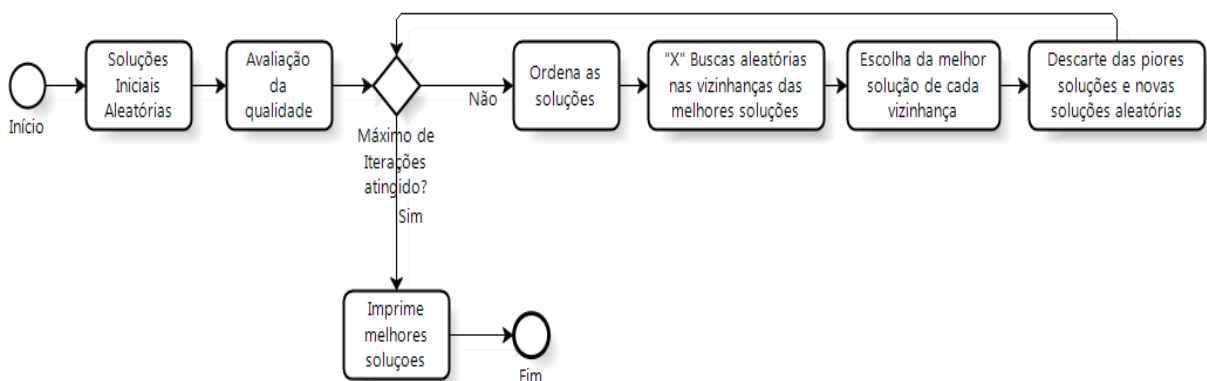 Início
Soluções
Iniciais
Aleatórias
Avaliação
da
qualidade
Máximo de
Iterações
atingido?
Não
Sim
Ordena as
soluções
"X" Buscas aleatórias
nas vizinhanças das
melhores soluções
Escolha da melhor
solução de cada
vizinhança
Descarte das piores
soluções e novas
soluções aleatórias
Imprime
melhores
soluçoes
Fim